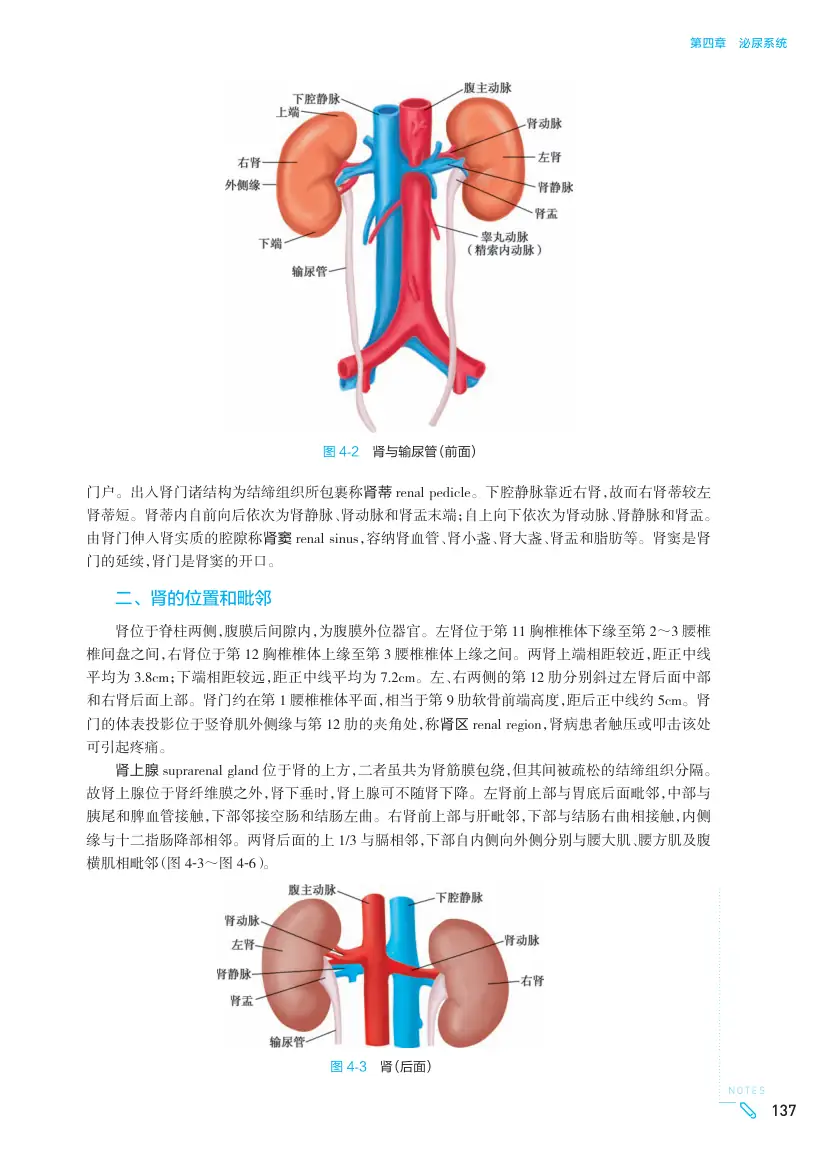 第四章 泌尿系统
下腔静脉
腹主动脉
上端
肾动脉
右肾
左肾
外侧缘
肾静脉
肾盂
下端
睾丸动脉
（精索内动脉）
输尿管
图 4-2 肾与输尿管（前面）
门户。出入肾门诸结构为结缔组织所包裹称肾蒂 renal pedicle。下腔静脉靠近右肾，故而右肾蒂较左
肾蒂短。肾蒂内自前向后依次为肾静脉、肾动脉和肾盂末端；自上向下依次为肾动脉、肾静脉和肾盂。
由肾门伸入肾实质的腔隙称肾窦 renal sinus，容纳肾血管、肾小盏、肾大盏、肾盂和脂肪等。肾窦是肾
门的延续，肾门是肾窦的开口。
二、肾的位置和毗邻
肾位于脊柱两侧，腹膜后间隙内，为腹膜外位器官。左肾位于第 11 胸椎椎体下缘至第 2～3 腰椎
椎间盘之间，右肾位于第 12 胸椎椎体上缘至第 3 腰椎椎体上缘之间。两肾上端相距较近，距正中线
平均为 3.8cm；下端相距较远，距正中线平均为 7.2cm。左、右两侧的第 12 肋分别斜过左肾后面中部
和右肾后面上部。肾门约在第 1 腰椎椎体平面，相当于第 9 肋软骨前端高度，距后正中线约 5cm。肾
门的体表投影位于竖脊肌外侧缘与第 12 肋的夹角处，称肾区 renal region，肾病患者触压或叩击该处
可引起疼痛。
肾上腺 suprarenal gland 位于肾的上方，二者虽共为肾筋膜包绕，但其间被疏松的结缔组织分隔。
故肾上腺位于肾纤维膜之外，肾下垂时，肾上腺可不随肾下降。左肾前上部与胃底后面毗邻，中部与
胰尾和脾血管接触，下部邻接空肠和结肠左曲。右肾前上部与肝毗邻，下部与结肠右曲相接触，内侧
缘与十二指肠降部相邻。两肾后面的上 1/3 与膈相邻，下部自内侧向外侧分别与腰大肌、腰方肌及腹
横肌相毗邻（图 4-3～图 4-6）。
腹主动脉
下腔静脉
肾动脉
肾动脉
左肾
肾静脉
右肾
肾盂
输尿管
图 4-3 肾（后面）
NOTES
137